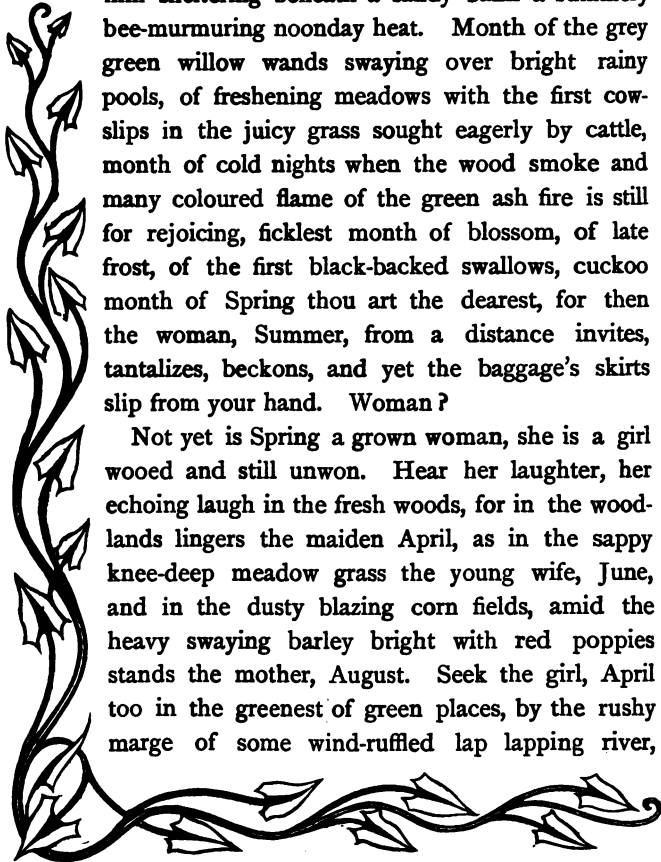 bee-murmuring noonday heat. Month of the grey
green willow wands swaying over bright rainy
pools, of freshening meadows with the first cow-
slips in the juicy grass sought eagerly by cattle,
month of cold nights when the wood smoke and
many coloured flame of the green ash fire is still
for rejoicing, ficklest month of blossom, of late
frost, of the first black-backed swallows, cuckoo
month of Spring thou art the dearest, for then
the woman, Summer, from a distance invites,
tantalizes, beckons, and yet the baggage's skirts
slip from your hand. Woman?
Not yet is Spring a grown woman, she is a girl
wooed and still unwon. Hear her laughter, her
echoing laugh in the fresh woods, for in the wood-
lands lingers the maiden April, as in the sappy
knee-deep meadow grass the young wife, June,
and in the dusty blazing corn fields, amid the
heavy swaying barley bright with red poppies
stands the mother, August. Seek the girl, April
too in the greenest of green places, by the rushy
marge of some wind-ruffled lap lapping river,